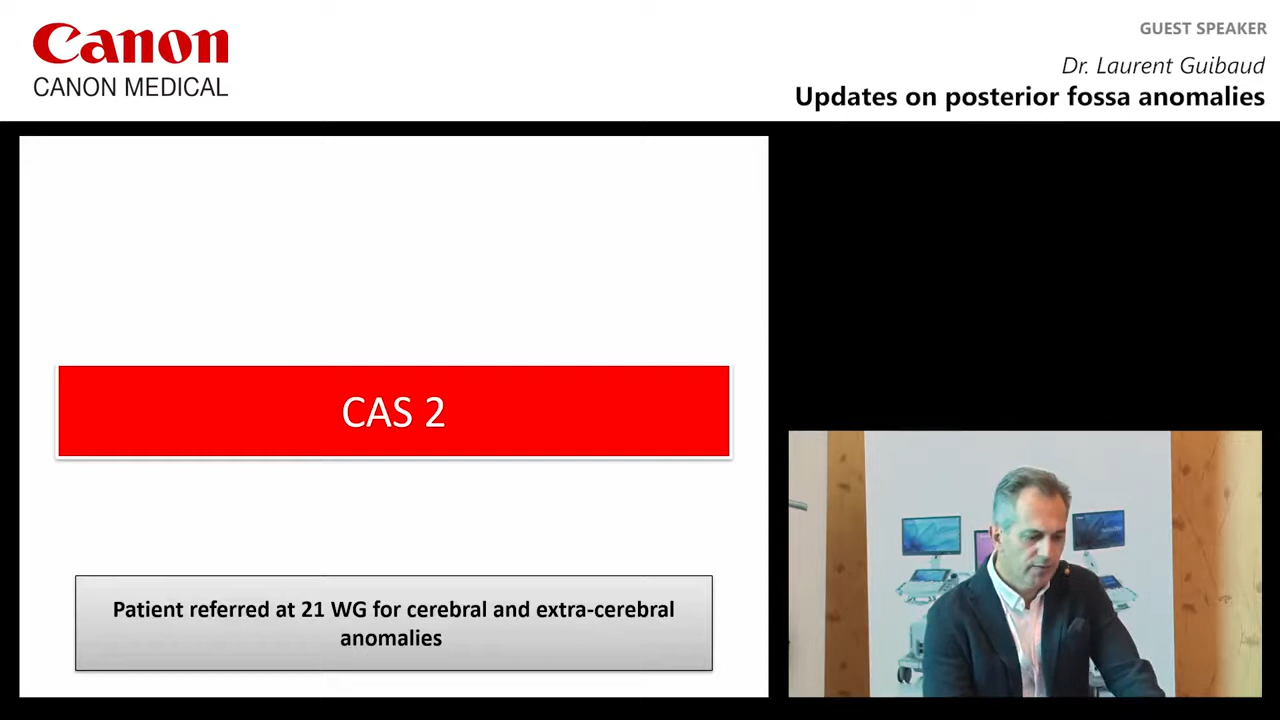 Canon
CANON MEDICAL
GUEST SPEAKER
Dr. Laurent Guibaud
Updates on posterior fossa anomalies
CAS 2
Patient referred at 21 WG for cerebral and extra-cerebral
anomalies